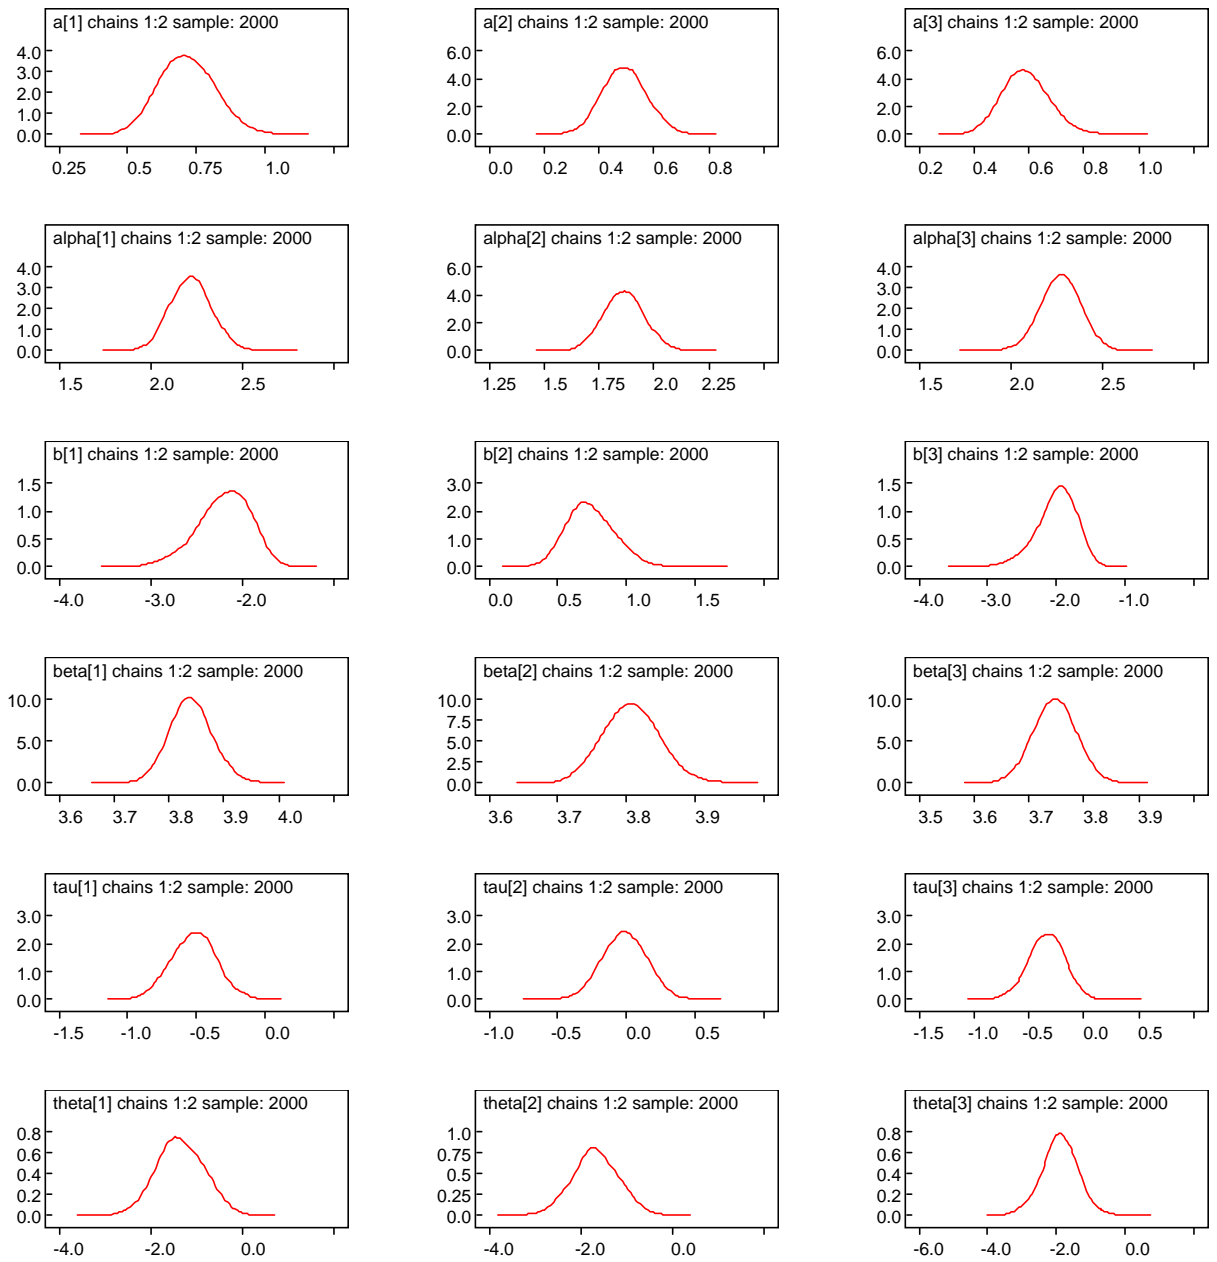 a[1] chains 1:2 sample: 2000
4.0
3.0
2.0
1.0
0.0
0.25 0.5 0.75 1.0
a[2] chains 1:2 sample: 2000
6.0
4.0
2.0
0.0
0.0 0.2 0.4 0.6 0.8
a[3] chains 1:2 sample: 2000
6.0
4.0
2.0
0.0
0.2 0.4 0.6 0.8 1.0
alpha[1] chains 1:2 sample: 2000
4.0
3.0
2.0
1.0
0.0
1.5 2.0 2.5
alpha[2] chains 1:2 sample: 2000
6.0
4.0
2.0
0.0
1.25 1.5 1.75 2.0 2.25
alpha[3] chains 1:2 sample: 2000
4.0
3.0
2.0
1.0
0.0
1.5 2.0 2.5
b[1] chains 1:2 sample: 2000
1.5
1.0
0.5
0.0
-4.0 -3.0 -2.0
b[2] chains 1:2 sample: 2000
3.0
2.0
1.0
0.0
0.0 0.5 1.0 1.5
b[3] chains 1:2 sample: 2000
1.5
1.0
0.5
0.0
-4.0 -3.0 -2.0 -1.0
beta[1] chains 1:2 sample: 2000
10.0
5.0
0.0
3.6 3.7 3.8 3.9 4.0
beta[2] chains 1:2 sample: 2000
10.0
7.5
5.0
2.5
0.0
3.6 3.7 3.8 3.9
beta[3] chains 1:2 sample: 2000
10.0
5.0
0.0
3.5 3.6 3.7 3.8 3.9
tau[1] chains 1:2 sample: 2000
3.0
2.0
1.0
0.0
-1.5 -1.0 -0.5 0.0
tau[2] chains 1:2 sample: 2000
3.0
2.0
1.0
0.0
-1.0 -0.5 0.0 0.5
tau[3] chains 1:2 sample: 2000
3.0
2.0
1.0
0.0
-1.5 -1.0 -0.5 0.0 0.5
theta[1] chains 1:2 sample: 2000
0.8
0.6
0.4
0.2
0.0
-4.0 -2.0 0.0
theta[2] chains 1:2 sample: 2000
1.0
0.75
0.5
0.25
0.0
-4.0 -2.0 0.0
theta[3] chains 1:2 sample: 2000
0.8
0.6
0.4
0.2
0.0
-6.0 -4.0 -2.0 0.0